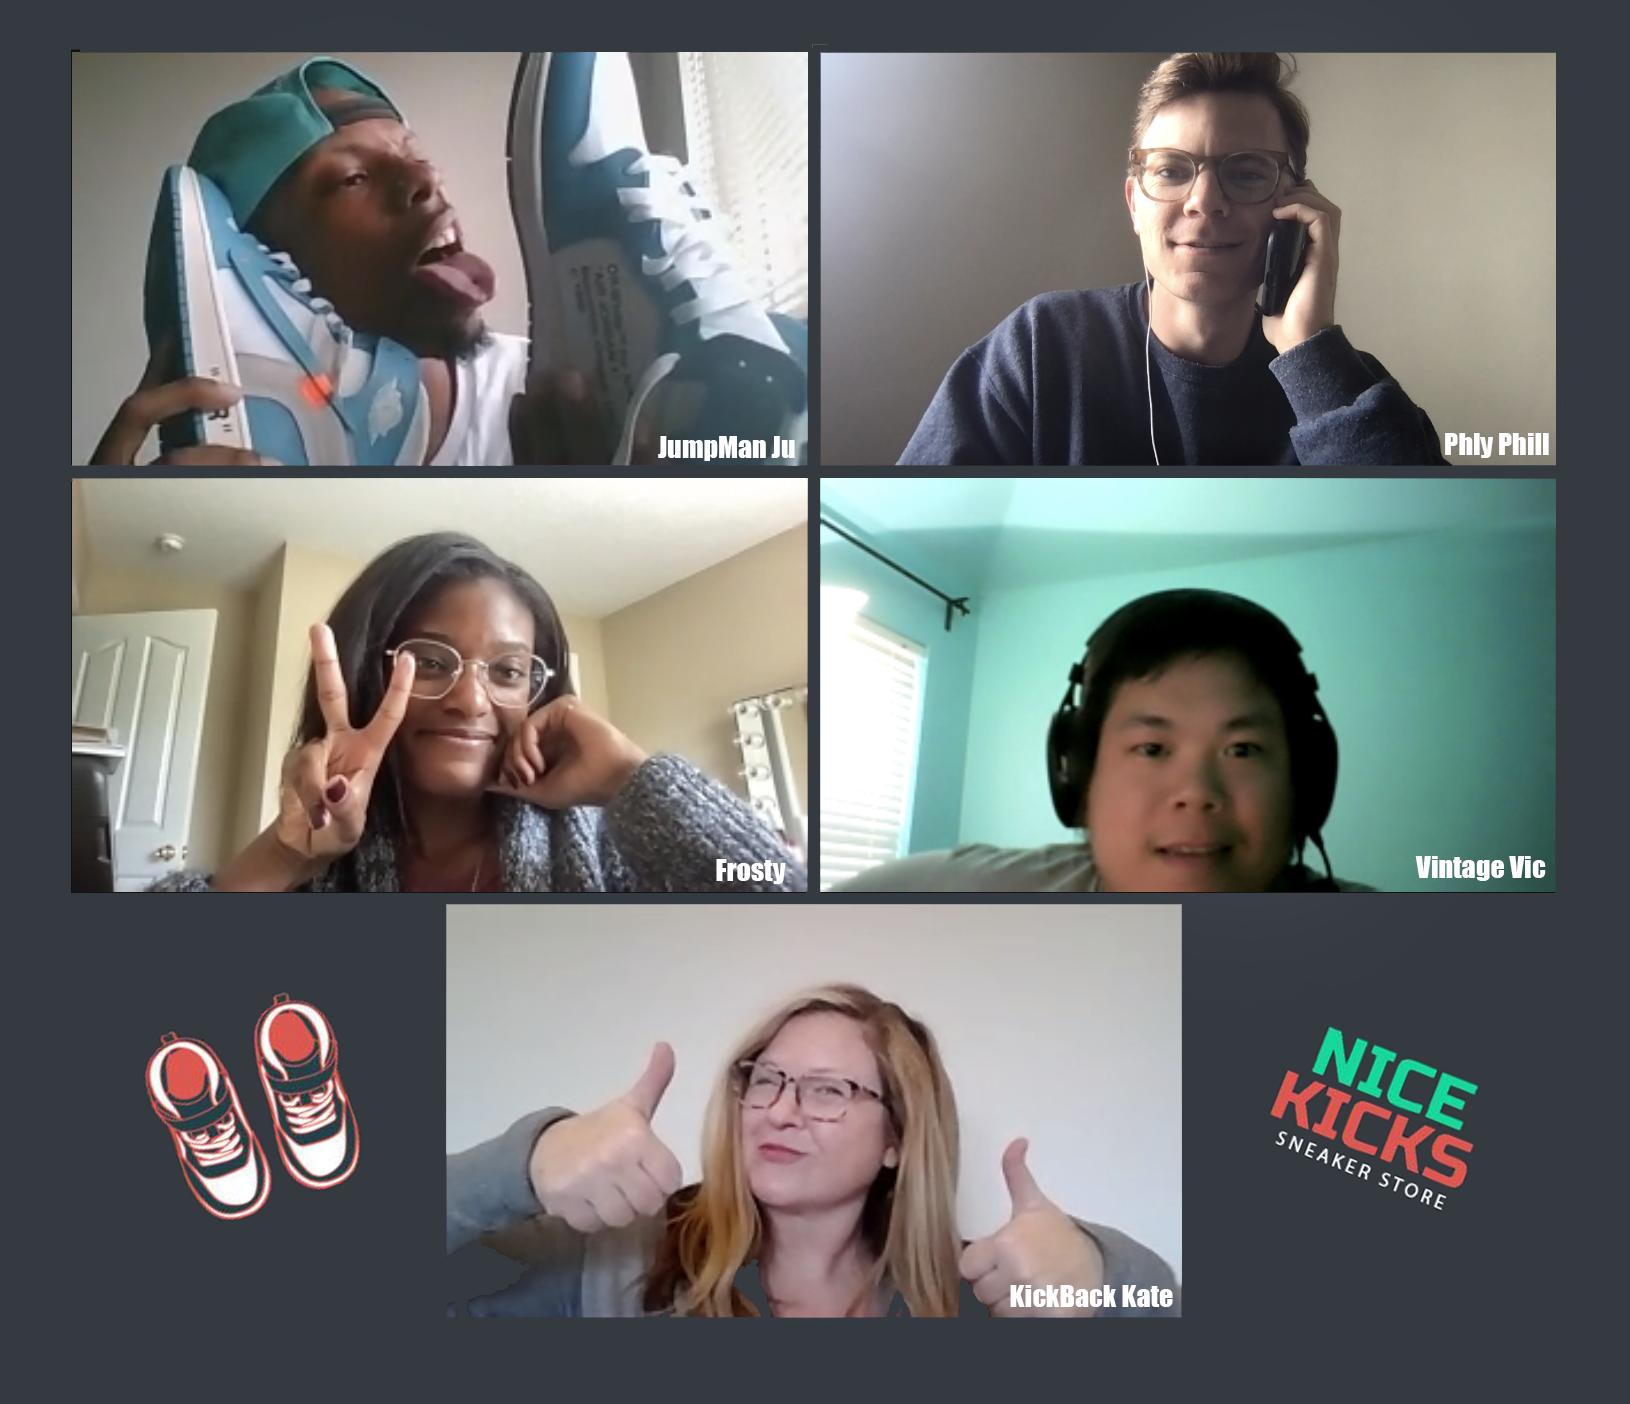 JumpMan Ju
Phly Phill
Frosty
Vintage Vic
KickBack Kate
NICE
KICKS
SNEAKER STORE